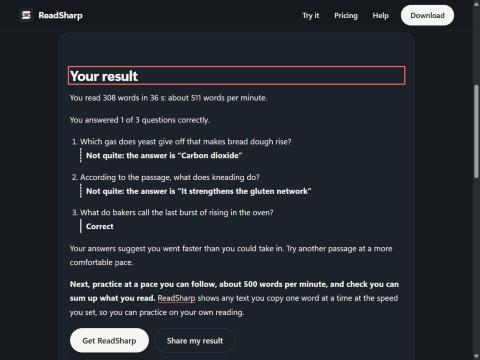 ReadSharp
Try it
Pricing
Help
Download
Your result
You read 308 words in 36 s: about 511 words per minute.
You answered 1 of 3 questions correctly.
1. Which gas does yeast give off that makes bread dough rise?
Not quite: the answer is “Carbon dioxide”
2. According to the passage, what does kneading do?
Not quite: the answer is “It strengthens the gluten network”
3. What do bakers call the last burst of rising in the oven?
Correct
Your answers suggest you went faster than you could take in. Try another passage at a more
comfortable pace.
Next, practice at a pace you can follow, about 500 words per minute, and check you can
sum up what you read. ReadSharp shows any text you copy one word at a time at the speed
you set, so you can practice on your own reading.
Get ReadSharp
Share my result